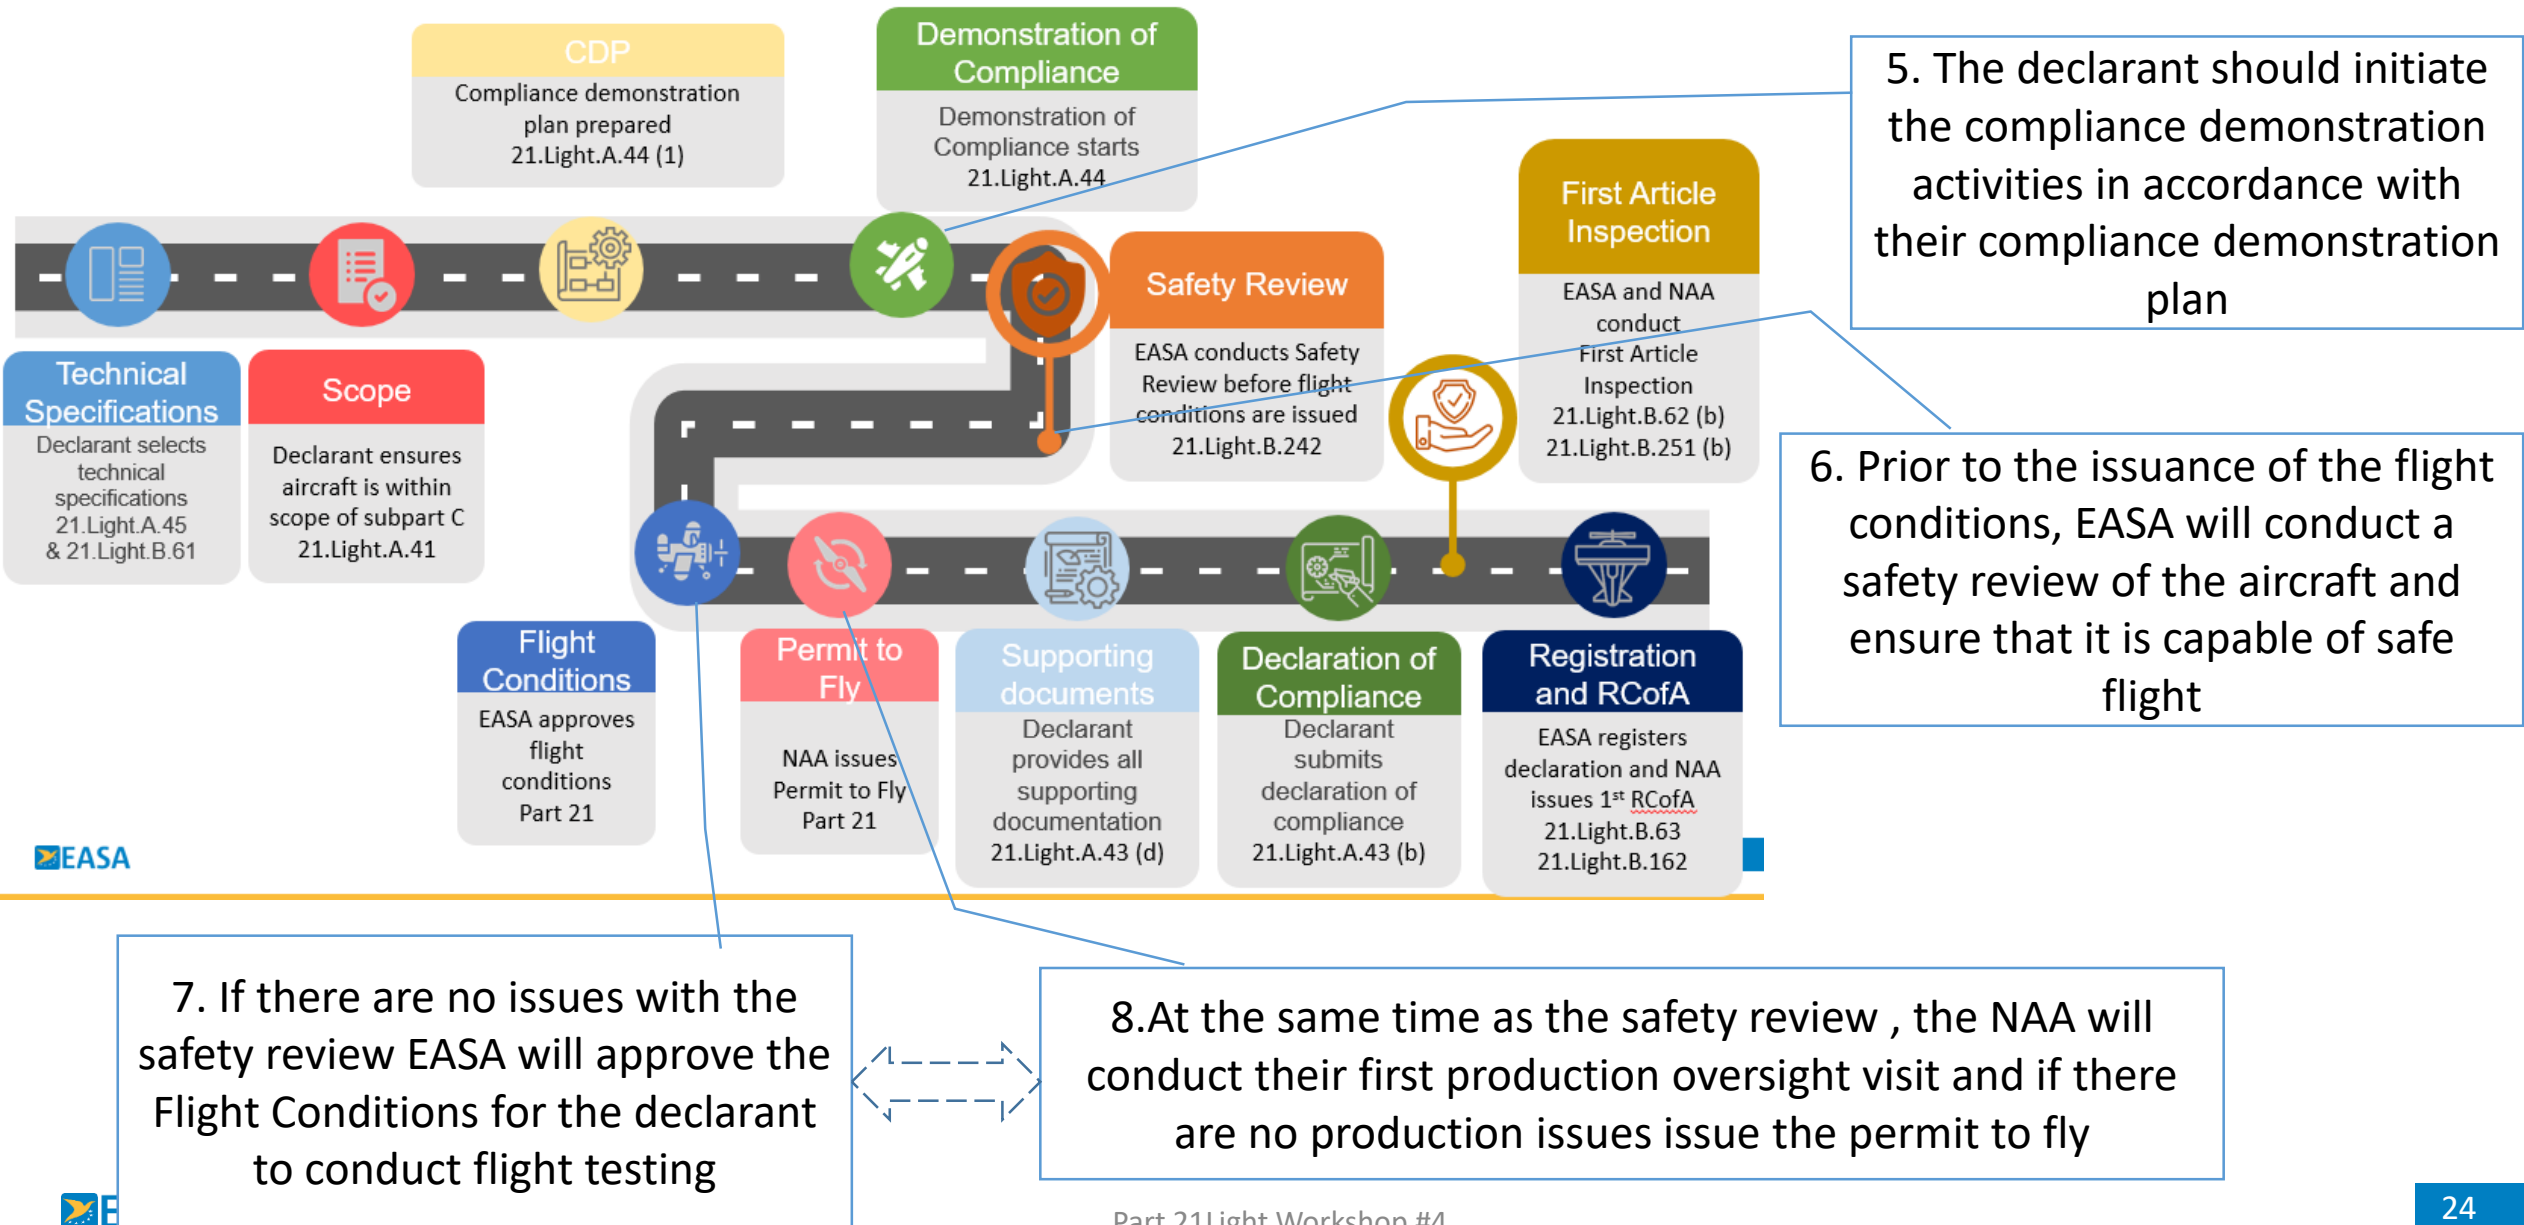 CDP
Compliance demonstration
plan prepared
21.Light.A.44 (1)
Demonstration of
Compliance
Demonstration of
Compliance starts
21.Light.A.44
5. The declarant should initiate
the compliance demonstration
activities in accordance with
their compliance demonstration
plan
First Article
Inspection
EASA and NAA
conduct
First Article
Inspection
21.Light.B.62 (b)
21.Light.B.251 (b)
Safety Review
EASA conducts Safety
Review before flight
conditions are issued
21.Light.B.242
Technical
Specifications
Declarant selects
technical
specifications
21.Light.A.45
& 21.Light.B.61
Scope
Declarant ensures
aircraft is within
scope of subpart C
21.Light.A.41
6. Prior to the issuance of the flight
conditions, EASA will conduct a
safety review of the aircraft and
ensure that it is capable of safe
flight
Flight
Conditions
EASA approves
flight
conditions
Part 21
Permit to
Fly
NAA issues
Permit to Fly
Part 21
Supporting
documents
Declarant
provides all
supporting
documentation
21.Light.A.43 (d)
Declaration of
Compliance
Declarant
submits
declaration of
compliance
21.Light.A.43 (b)
Registration
and RCofA
EASA registers
declaration and NAA
issues 1st RCofA
21.Light.B.63
21.Light.B.162
EASA
7. If there are no issues with the
safety review EASA will approve the
Flight Conditions for the declarant
to conduct flight testing
8.At the same time as the safety review , the NAA will
conduct their first production oversight visit and if there
are no production issues issue the permit to fly
Part 21Light Workshop #4
24